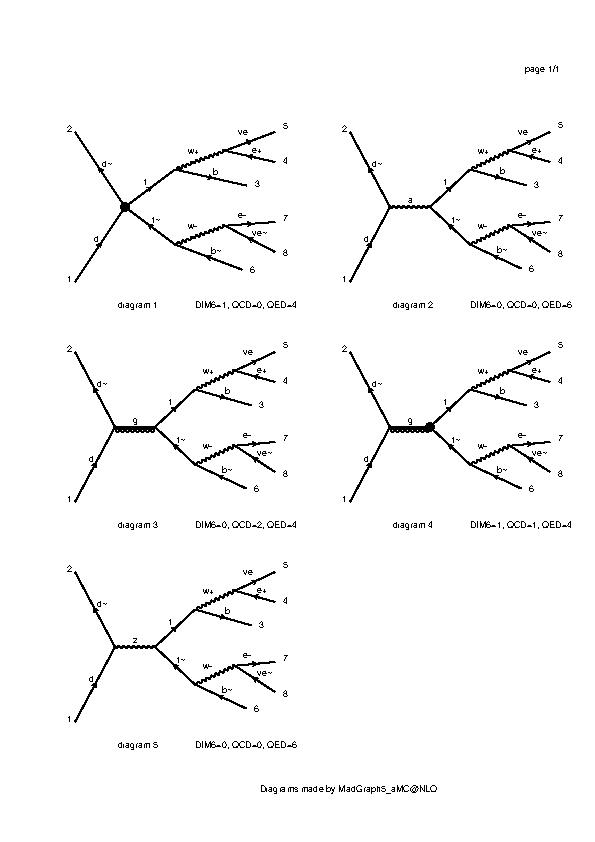 page 1/1
2 d~ d 1 t t~ w+ ve 5 e+ 4 b 3 w- e- 7 ve~ 8 b~ 6
diagram 1 DIM6=1, QCD=0, QED=4
2 d~ d 1 a t t~ w+ ve 5 e+ 4 b 3 w- e- 7 ve~ 8 b~ 6
diagram 2 DIM6=0, QCD=0, QED=6
2 d~ d 1 g t t~ w+ ve 5 e+ 4 b 3 w- e- 7 ve~ 8 b~ 6
diagram 3 DIM6=0, QCD=2, QED=4
2 d~ d 1 g t t~ w+ ve 5 e+ 4 b 3 w- e- 7 ve~ 8 b~ 6
diagram 4 DIM6=1, QCD=1, QED=4
2 d~ d 1 z t t~ w+ ve 5 e+ 4 b 3 w- e- 7 ve~ 8 b~ 6
diagram 5 DIM6=0, QCD=0, QED=6
Diagrams made by MadGraph5_aMC@NLO